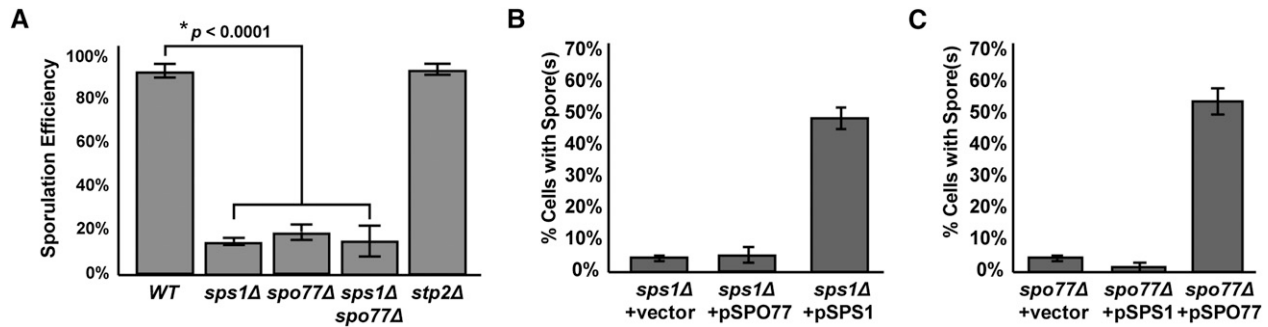 A
* p < 0.0001
Sporulation Efficiency
100%
80%
60%
40%
20%
0%
WT
sps1Δ
spo77Δ
sps1Δ
spo77Δ
stp2Δ
B
% Cells with Spore(s)
70%
60%
50%
40%
30%
20%
10%
0%
sps1Δ
+vector
sps1Δ
+pSPO77
sps1Δ
+pSPS1
C
% Cells with Spore(s)
70%
60%
50%
40%
30%
20%
10%
0%
spo77Δ
+vector
spo77Δ
+pSPS1
spo77Δ
+pSPO77